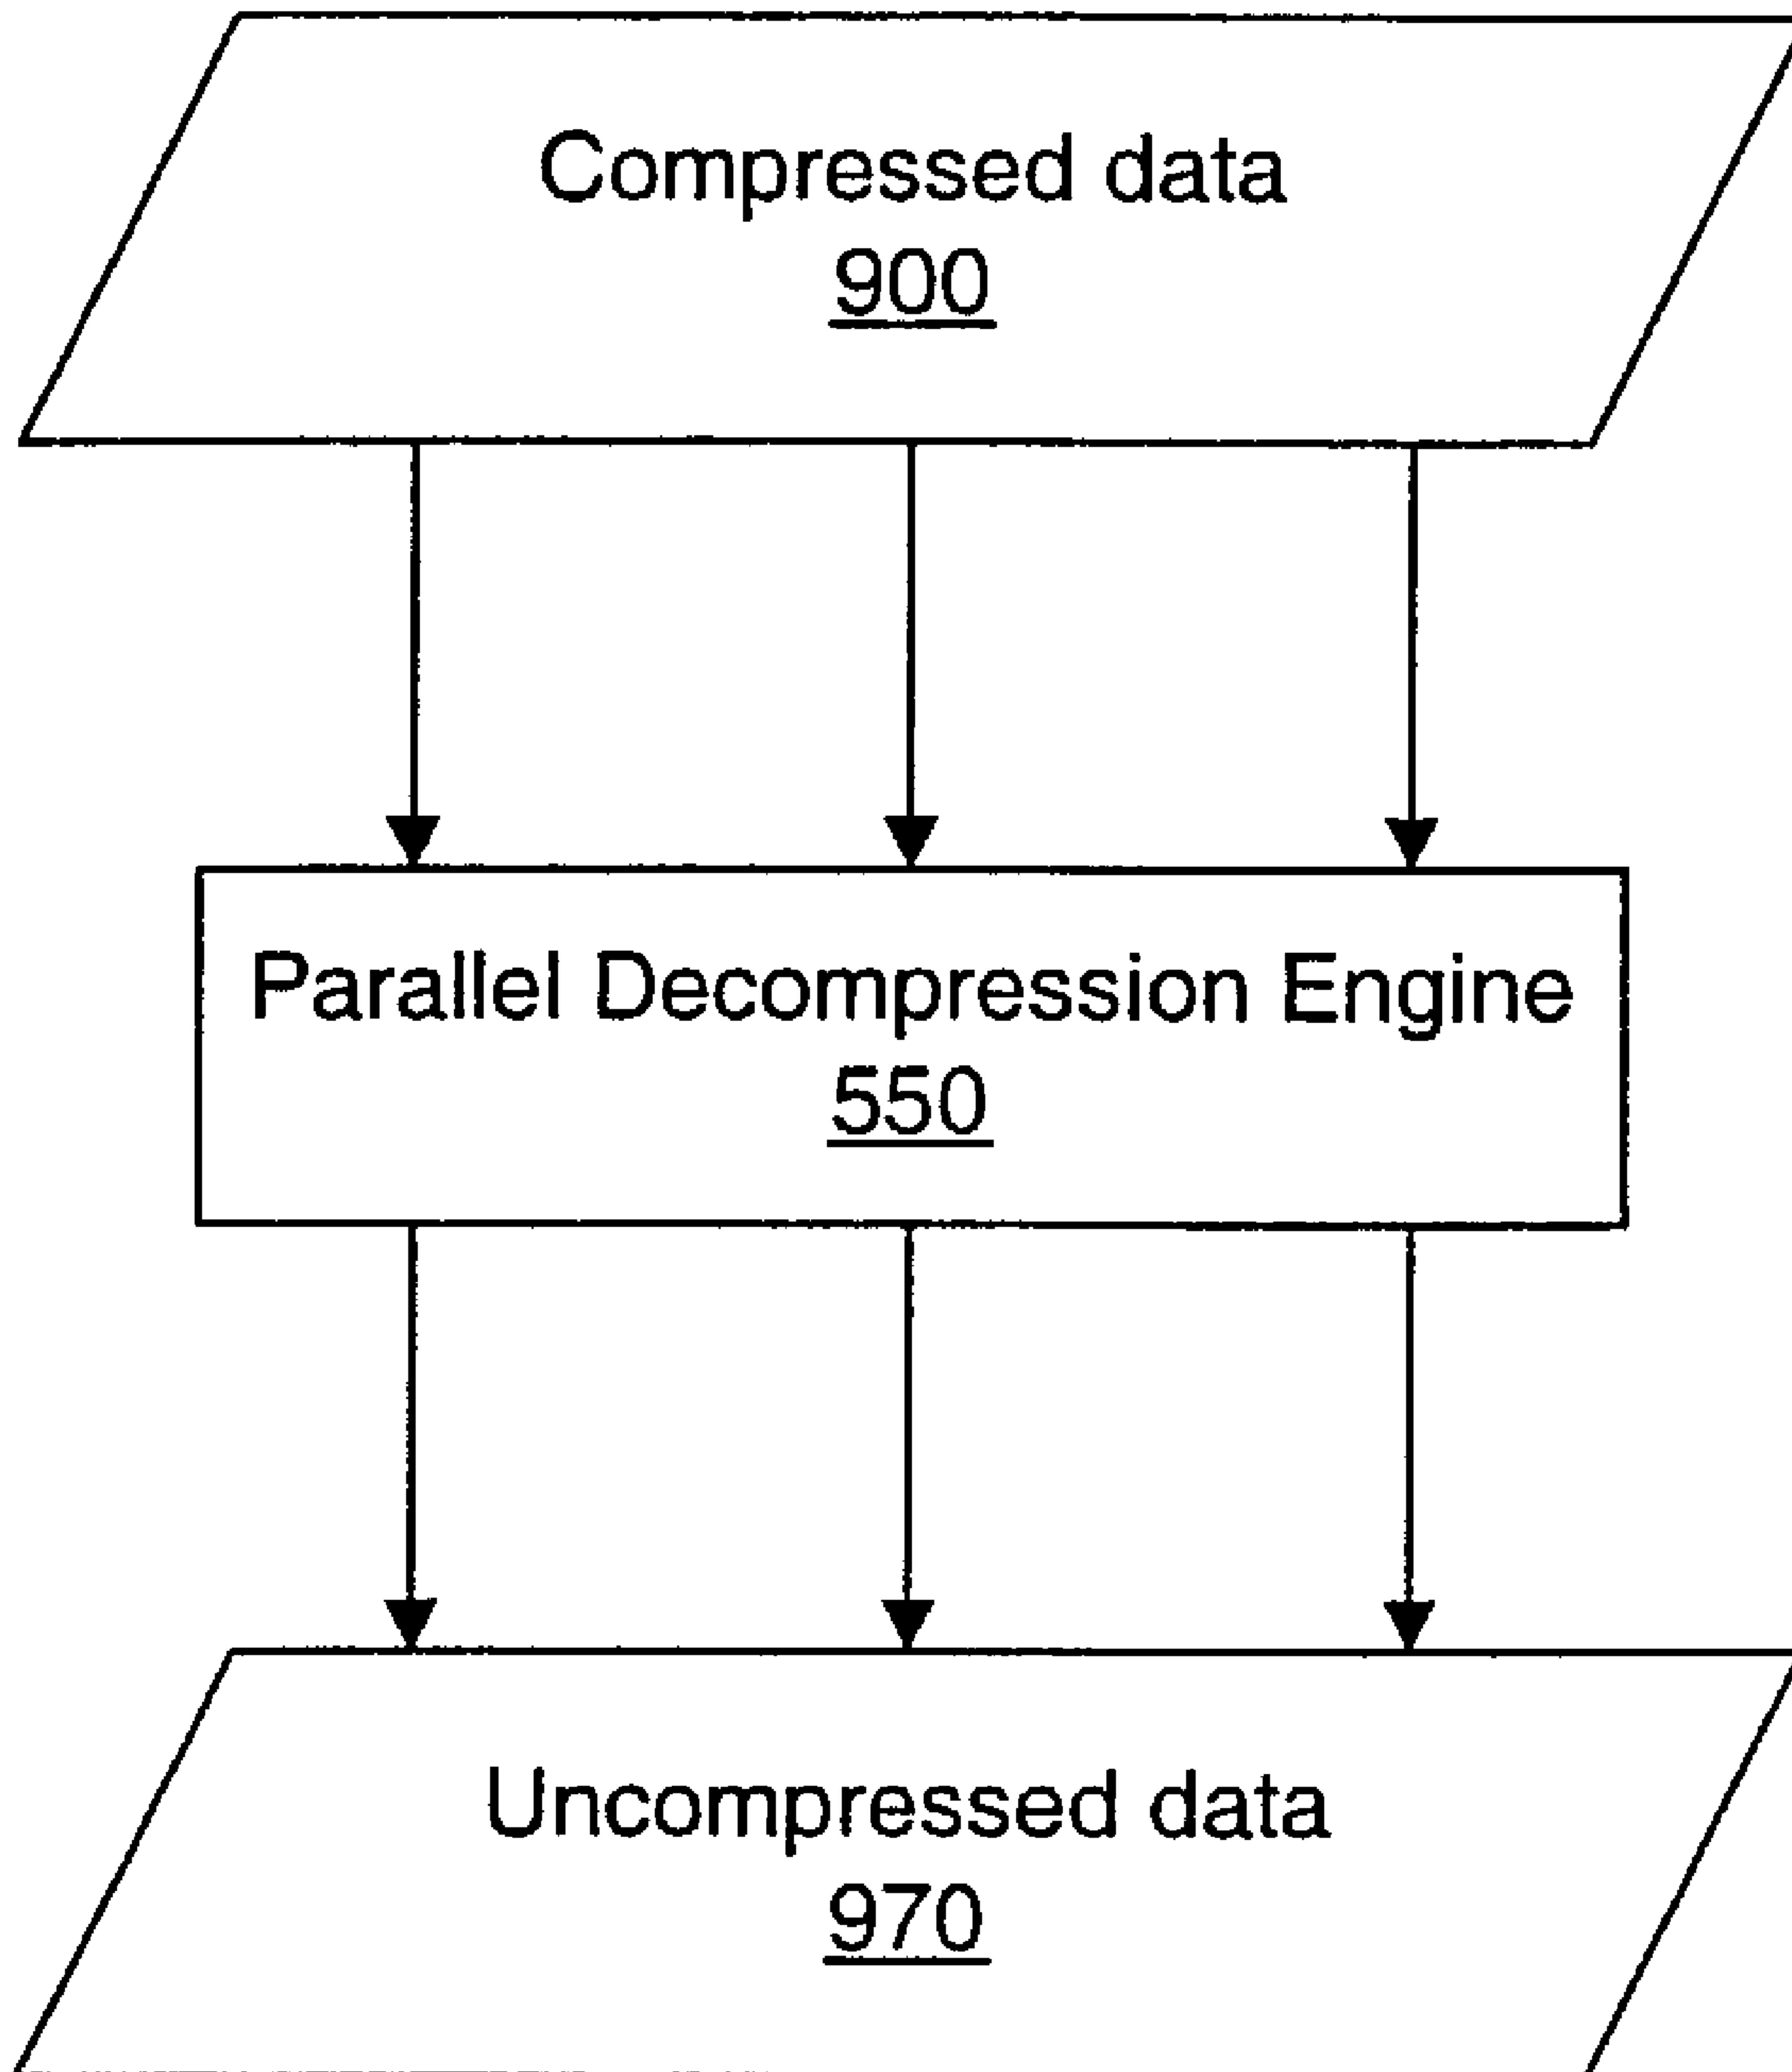 Compressed data
900
Parallel Decompression Engine
550
Uncompressed data
970